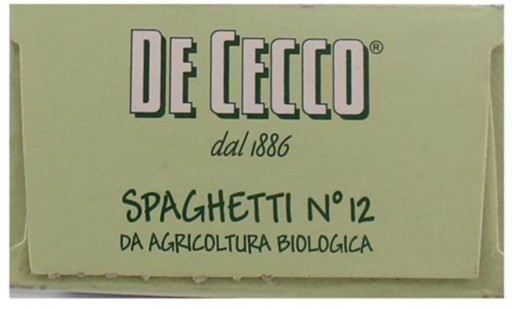 DE CECCO®
dal 1886
SPAGHETTI N° 12
DA AGRICOLTURA BIOLOGICA